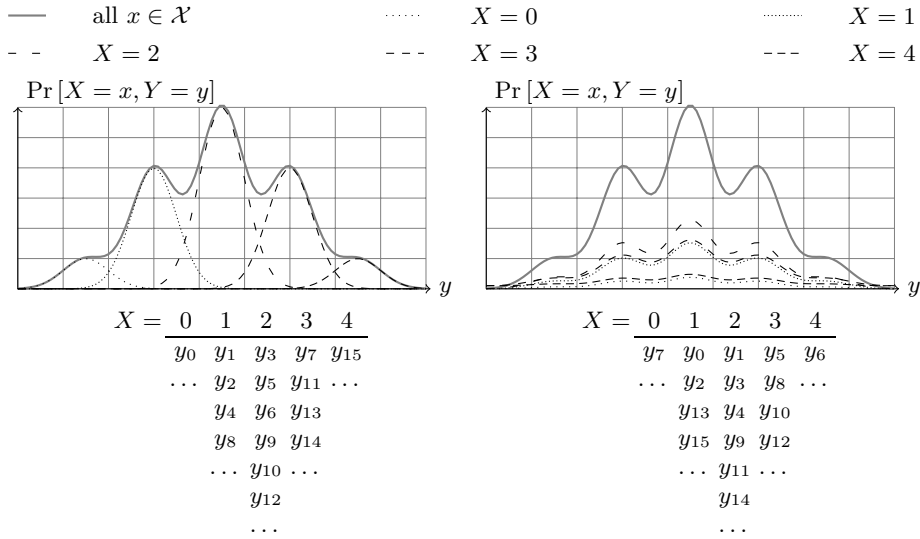 all x ∈ 𝒳 X = 0 X = 1
X = 2 X = 3 X = 4
Pr [X = x, Y = y] Pr [X = x, Y = y]
y y
X = 0 1 2 3 4 X = 0 1 2 3 4
y₀ y₁ y₃ y₇ y₁₅ y₇ y₀ y₁ y₅ y₆
... y₂ y₅ y₁₁ ... ... y₂ y₃ y₈ ...
y₄ y₆ y₁₃ y₁₃ y₄ y₁₀
y₈ y₉ y₁₄ y₁₅ y₉ y₁₂
... y₁₀ ... ... y₁₁ ...
y₁₂ y₁₄
... ...